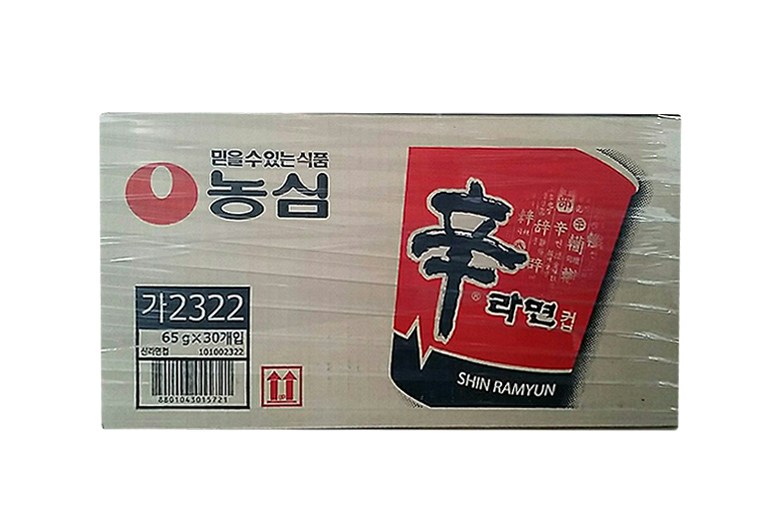 믿을수있는식품
농심
가2322
65g×30개입
신라면컵 101002322
8801043015721
UP
辛
®
라면컵
SHIN RAMYUN